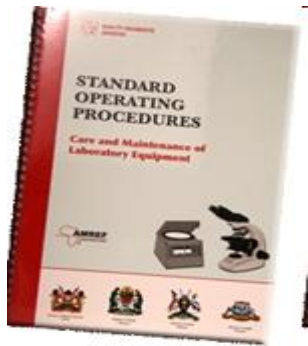 STANDARD
OPERATING
PROCEDURES
Care and Maintenance of
Laboratory Equipment
AMREF